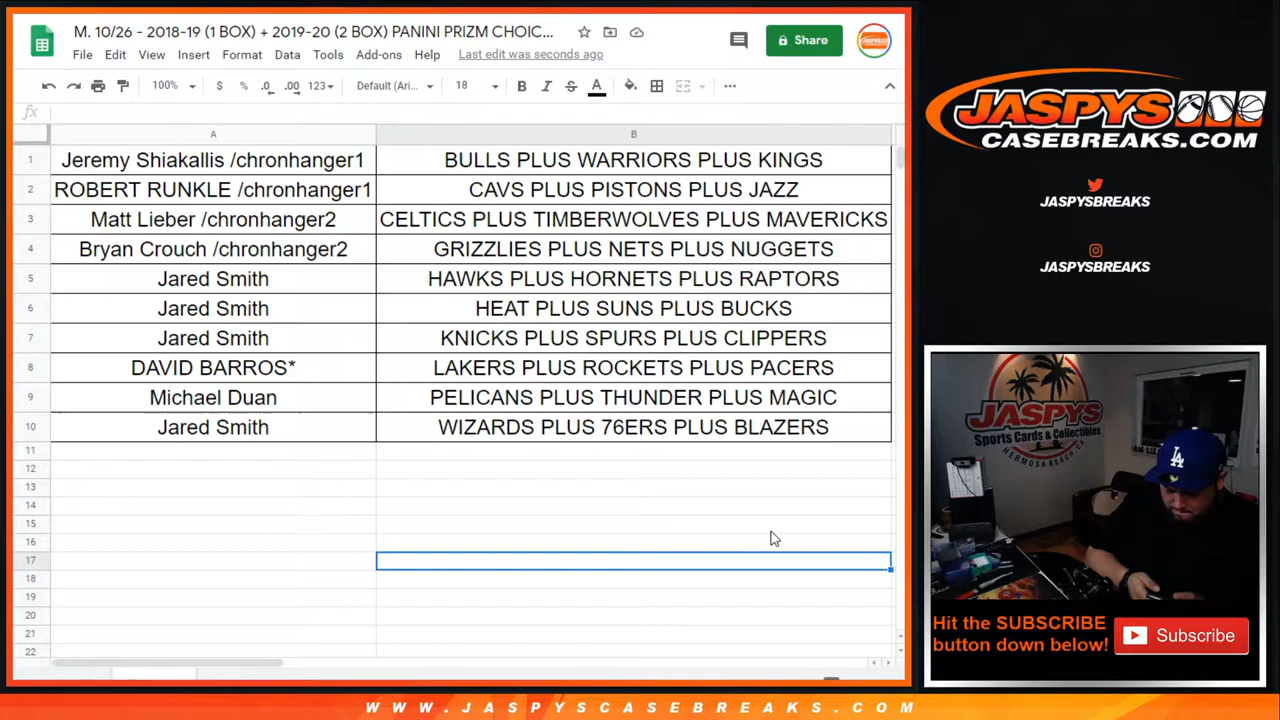 M. 10/26 - 2018-19 (1 BOX) + 2019-20 (2 BOX) PANINI PRIZM CHOIC...
File Edit View Insert Format Data Tools Add-ons Help Last edit was seconds ago
Share
100% $ % .0 .00 123 Default (Ari... 18 B I S A
fx
A B
1 Jeremy Shiakallis /chronhanger1 BULLS PLUS WARRIORS PLUS KINGS
2 ROBERT RUNKLE /chronhanger1 CAVS PLUS PISTONS PLUS JAZZ
3 Matt Lieber /chronhanger2 CELTICS PLUS TIMBERWOLVES PLUS MAVERICKS
4 Bryan Crouch /chronhanger2 GRIZZLIES PLUS NETS PLUS NUGGETS
5 Jared Smith HAWKS PLUS HORNETS PLUS RAPTORS
6 Jared Smith HEAT PLUS SUNS PLUS BUCKS
7 Jared Smith KNICKS PLUS SPURS PLUS CLIPPERS
8 DAVID BARROS* LAKERS PLUS ROCKETS PLUS PACERS
9 Michael Duan PELICANS PLUS THUNDER PLUS MAGIC
10 Jared Smith WIZARDS PLUS 76ERS PLUS BLAZERS
11
12
13
14
15
16
17
18
19
20
21
22
JASPYS
CASEBREAKS.COM
JASPYSBREAKS
JASPYSBREAKS
JASPYS
Sports Cards & Collectibles
HERMOSA BEACH, CA
LA
Hit the SUBSCRIBE
button down below!
Subscribe
WWW.JASPYSCASEBREAKS.COM